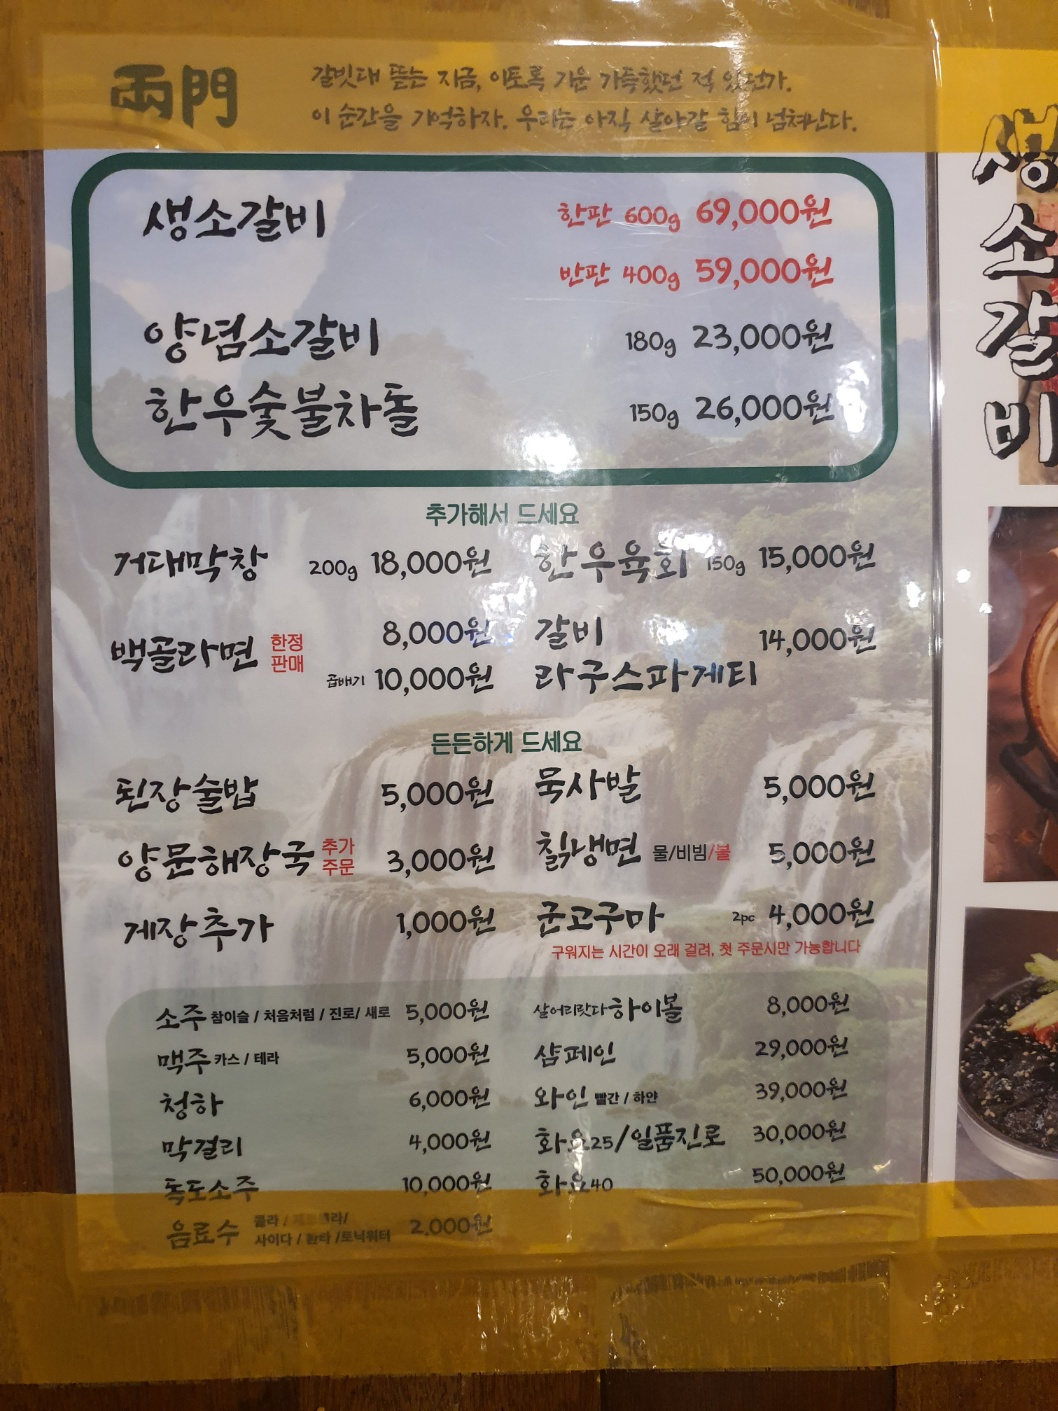 兩門
갈빗대 뜯는 지금, 이토록 기운 가득했던 적 있던가.
이 순간을 기억하자. 우리는 아직 살아갈 힘이 넘쳐난다.
생소갈비 한판 600g 69,000원
반판 400g 59,000원
양념소갈비 180g 23,000원
한우숯불차돌 150g 26,000원
추가해서 드세요
거대막창 200g 18,000원
한우육회 150g 15,000원
백골라면 한정 판매 8,000원
곱배기 10,000원
갈비 14,000원
라구스파게티
든든하게 드세요
된장술밥 5,000원
묵사발 5,000원
양문해장국 추가 주문 3,000원
칡냉면 물/비빔/불 5,000원
게장추가 1,000원
군고구마 2pc 4,000원
구워지는 시간이 오래 걸려, 첫 주문시만 가능합니다
소주 참이슬 / 처음처럼 / 진로/ 새로 5,000원
맥주 카스 / 테라 5,000원
청하 6,000원
막걸리 4,000원
독도소주 10,000원
음료수 콜라 / 2,000원
사이다 / 환타 /토닉워터
살어리랏다하이볼 8,000원
샴페인 29,000원
와인 빨간 / 하얀 39,000원
화요25/일품진로 30,000원
화요40 50,000원
생
소
갈
비